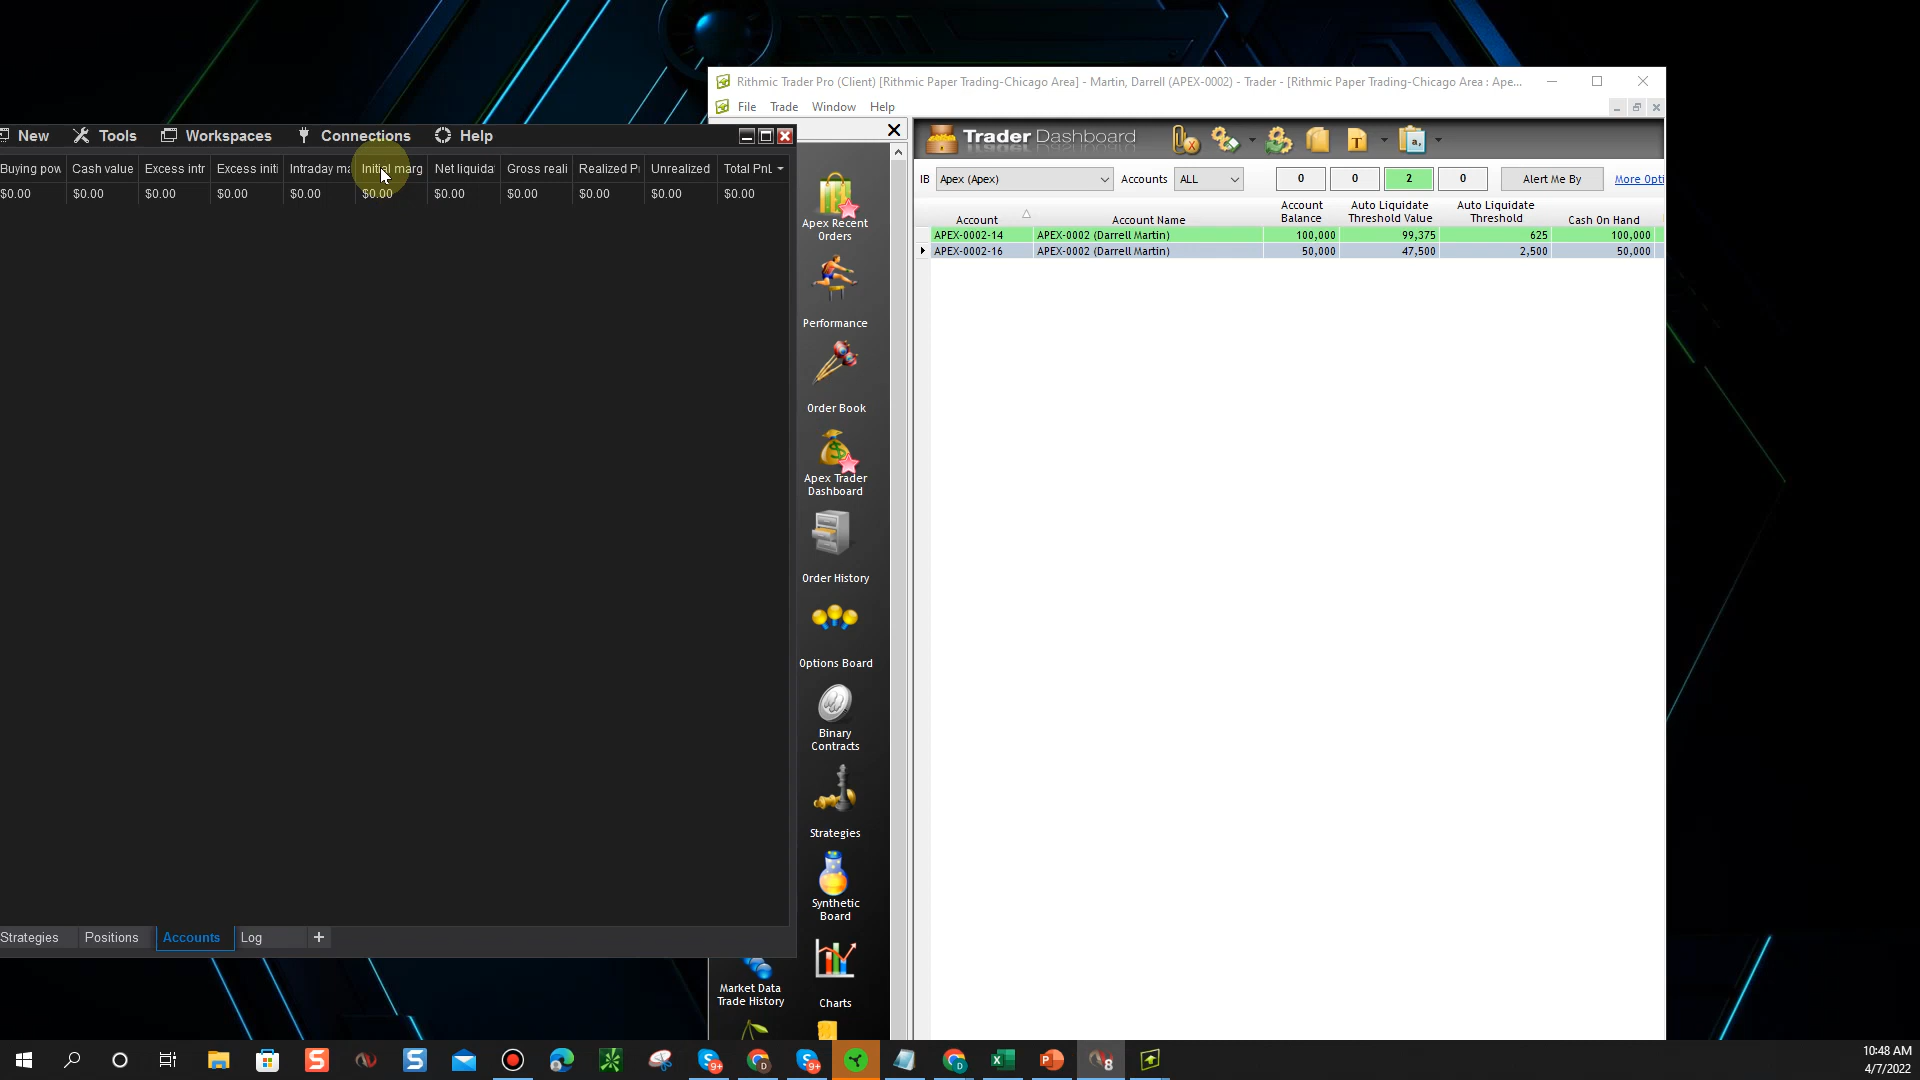 Rithmic Trader Pro (Client) [Rithmic Paper Trading-Chicago Area] - Martin, Darrell (APEX-0002) - Trader - [Rithmic Paper Trading-Chicago Area : Ape...
File Trade Window Help
New Tools Workspaces Connections Help
Buying pow Cash value Excess intr Excess initi Intraday ma Initial marg Net liquida Gross reali Realized P Unrealized Total PnL
$0.00 $0.00 $0.00 $0.00 $0.00 $0.00 $0.00 $0.00 $0.00 $0.00 $0.00
Strategies Positions Accounts Log +
Apex Recent
Orders
Performance
Order Book
Apex Trader
Dashboard
Order History
Options Board
Binary
Contracts
Strategies
Synthetic
Board
Charts
Market Data
Trade History
Trader Dashboard
IB Apex (Apex) Accounts ALL 0 0 2 0 Alert Me By More Opti
Account Account Name Account Balance Auto Liquidate Threshold Value Auto Liquidate Threshold Cash On Hand
APEX-0002-14 APEX-0002 (Darrell Martin) 100,000 99,375 625 100,000
APEX-0002-16 APEX-0002 (Darrell Martin) 50,000 47,500 2,500 50,000
10:48 AM
4/7/2022